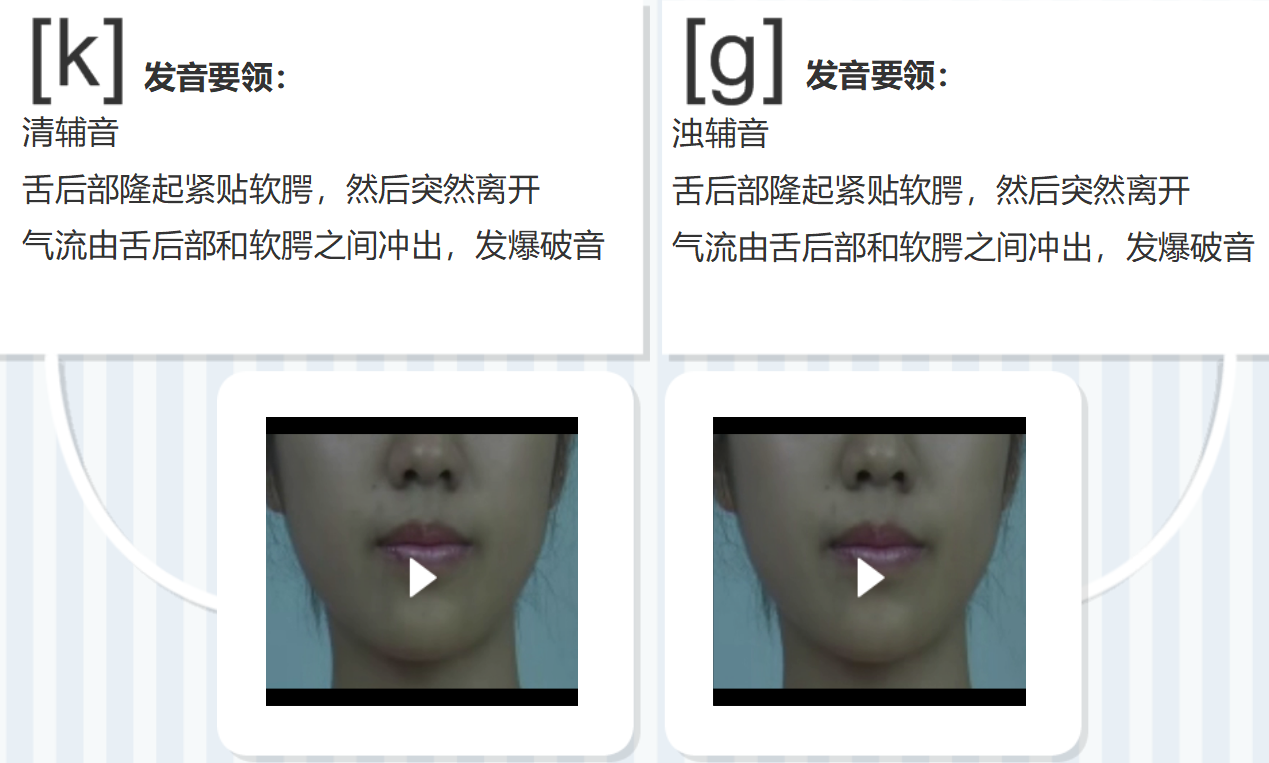 [k] 发音要领：
清辅音
舌后部隆起紧贴软腭，然后突然离开
气流由舌后部和软腭之间冲出，发爆破音
[g] 发音要领：
浊辅音
舌后部隆起紧贴软腭，然后突然离开
气流由舌后部和软腭之间冲出，发爆破音